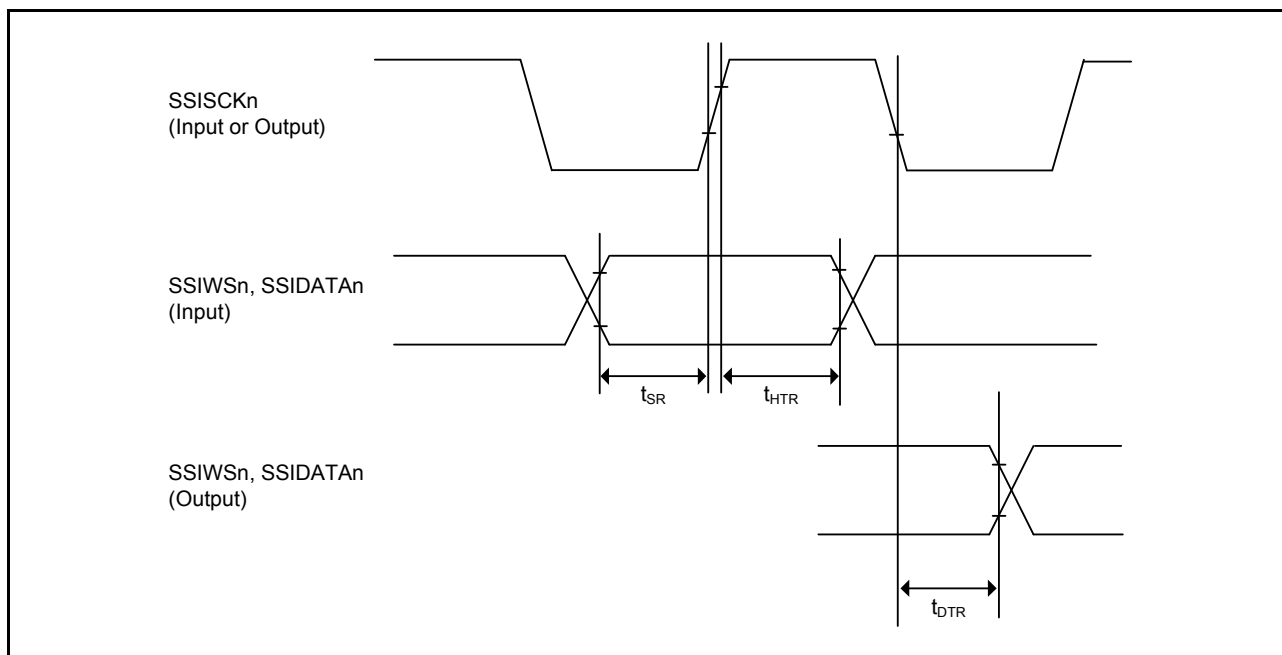 SSISCKn
(Input or Output)
SSIWSn, SSIDATAn
(Input)
tSR
tHTR
SSIWSn, SSIDATAn
(Output)
tDTR